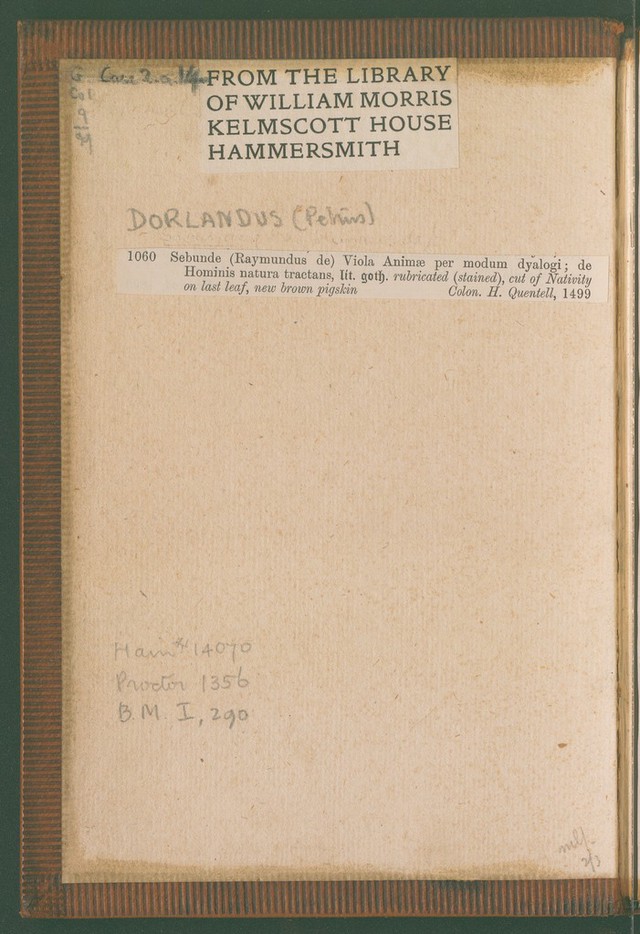 FROM THE LIBRARY
OF WILLIAM MORRIS
KELMSCOTT HOUSE
HAMMERSMITH
DORLANDUS (Petrus)
1060 Sebunde (Raymundus de) Viola Animæ per modum dyalogi; de
Hominis natura tractans, lit. goth. rubricated (stained), cut of Nativity
on last leaf, new brown pigskin Colon. H. Quentell, 1499
Hain* 14070
Proctor 1356
B.M. I, 290